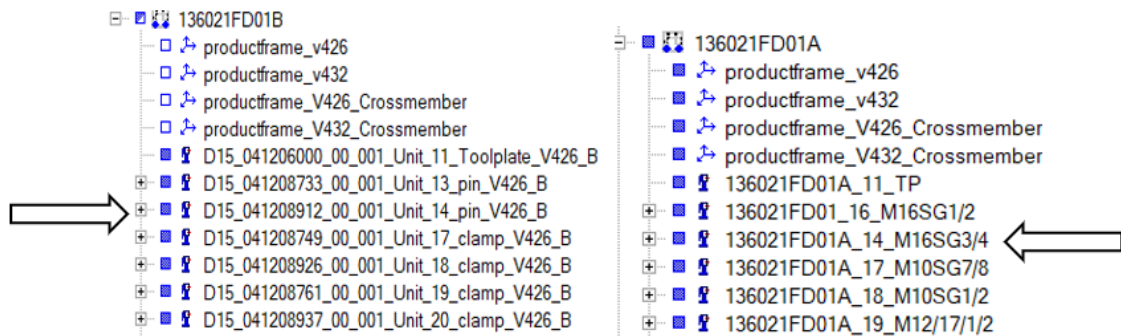 136021FD01B
productframe_v426
productframe_v432
productframe_V426_Crossmember
productframe_V432_Crossmember
D15_041206000_00_001_Unit_11_Toolplate_V426_B
D15_041208733_00_001_Unit_13_pin_V426_B
D15_041208912_00_001_Unit_14_pin_V426_B
D15_041208749_00_001_Unit_17_clamp_V426_B
D15_041208926_00_001_Unit_18_clamp_V426_B
D15_041208761_00_001_Unit_19_clamp_V426_B
D15_041208937_00_001_Unit_20_clamp_V426_B
136021FD01A
productframe_v426
productframe_v432
productframe_V426_Crossmember
productframe_V432_Crossmember
136021FD01A_11_TP
136021FD01_16_M16SG1/2
136021FD01A_14_M16SG3/4
136021FD01A_17_M10SG7/8
136021FD01A_18_M10SG1/2
136021FD01A_19_M12/17/1/2